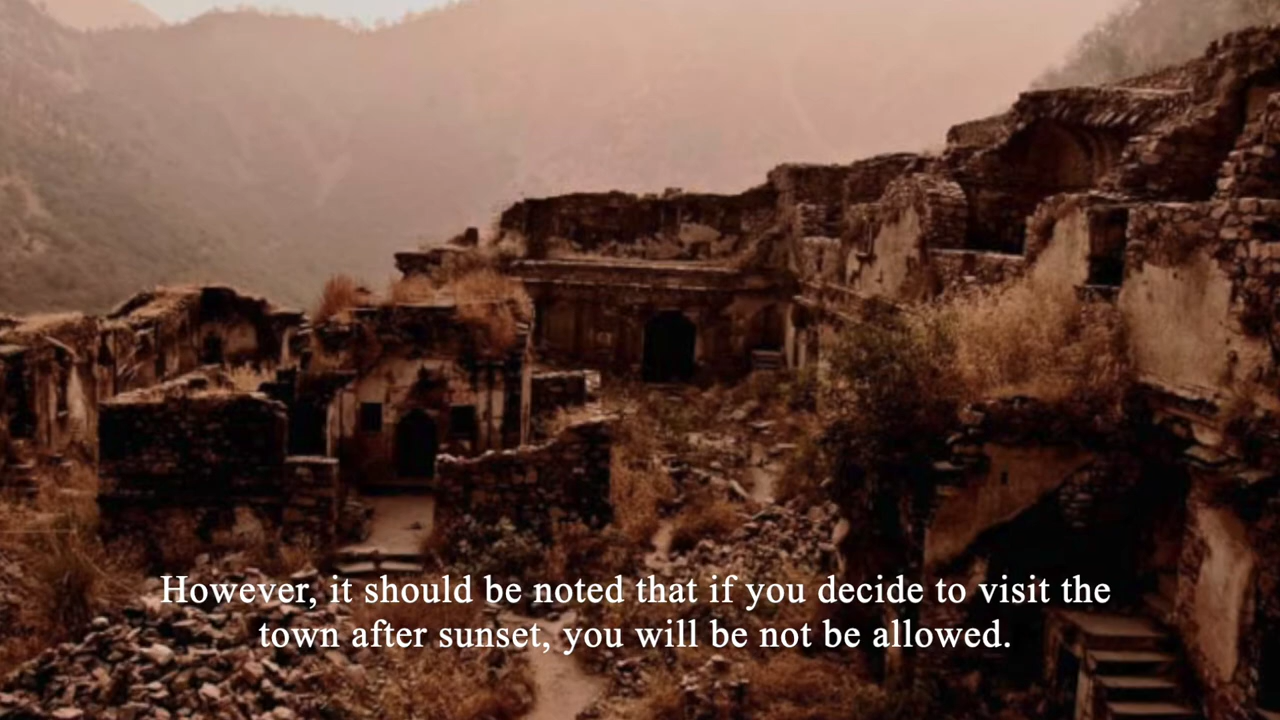 However, it should be noted that if you decide to visit the
town after sunset, you will be not be allowed.